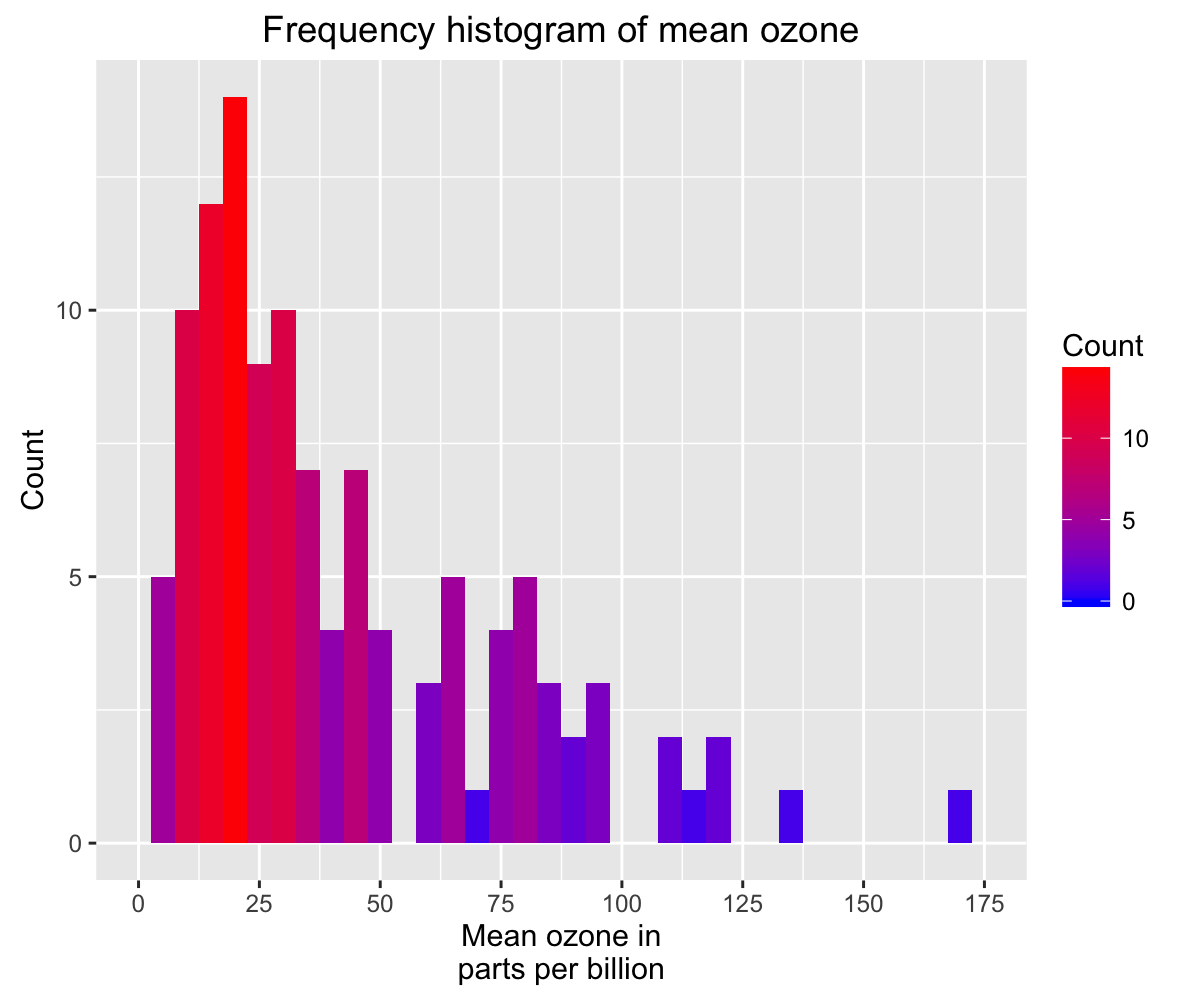 Frequency histogram of mean ozone
Count
10
5
0
0 25 50 75 100 125 150 175
Mean ozone in
parts per billion
Count
10
5
0